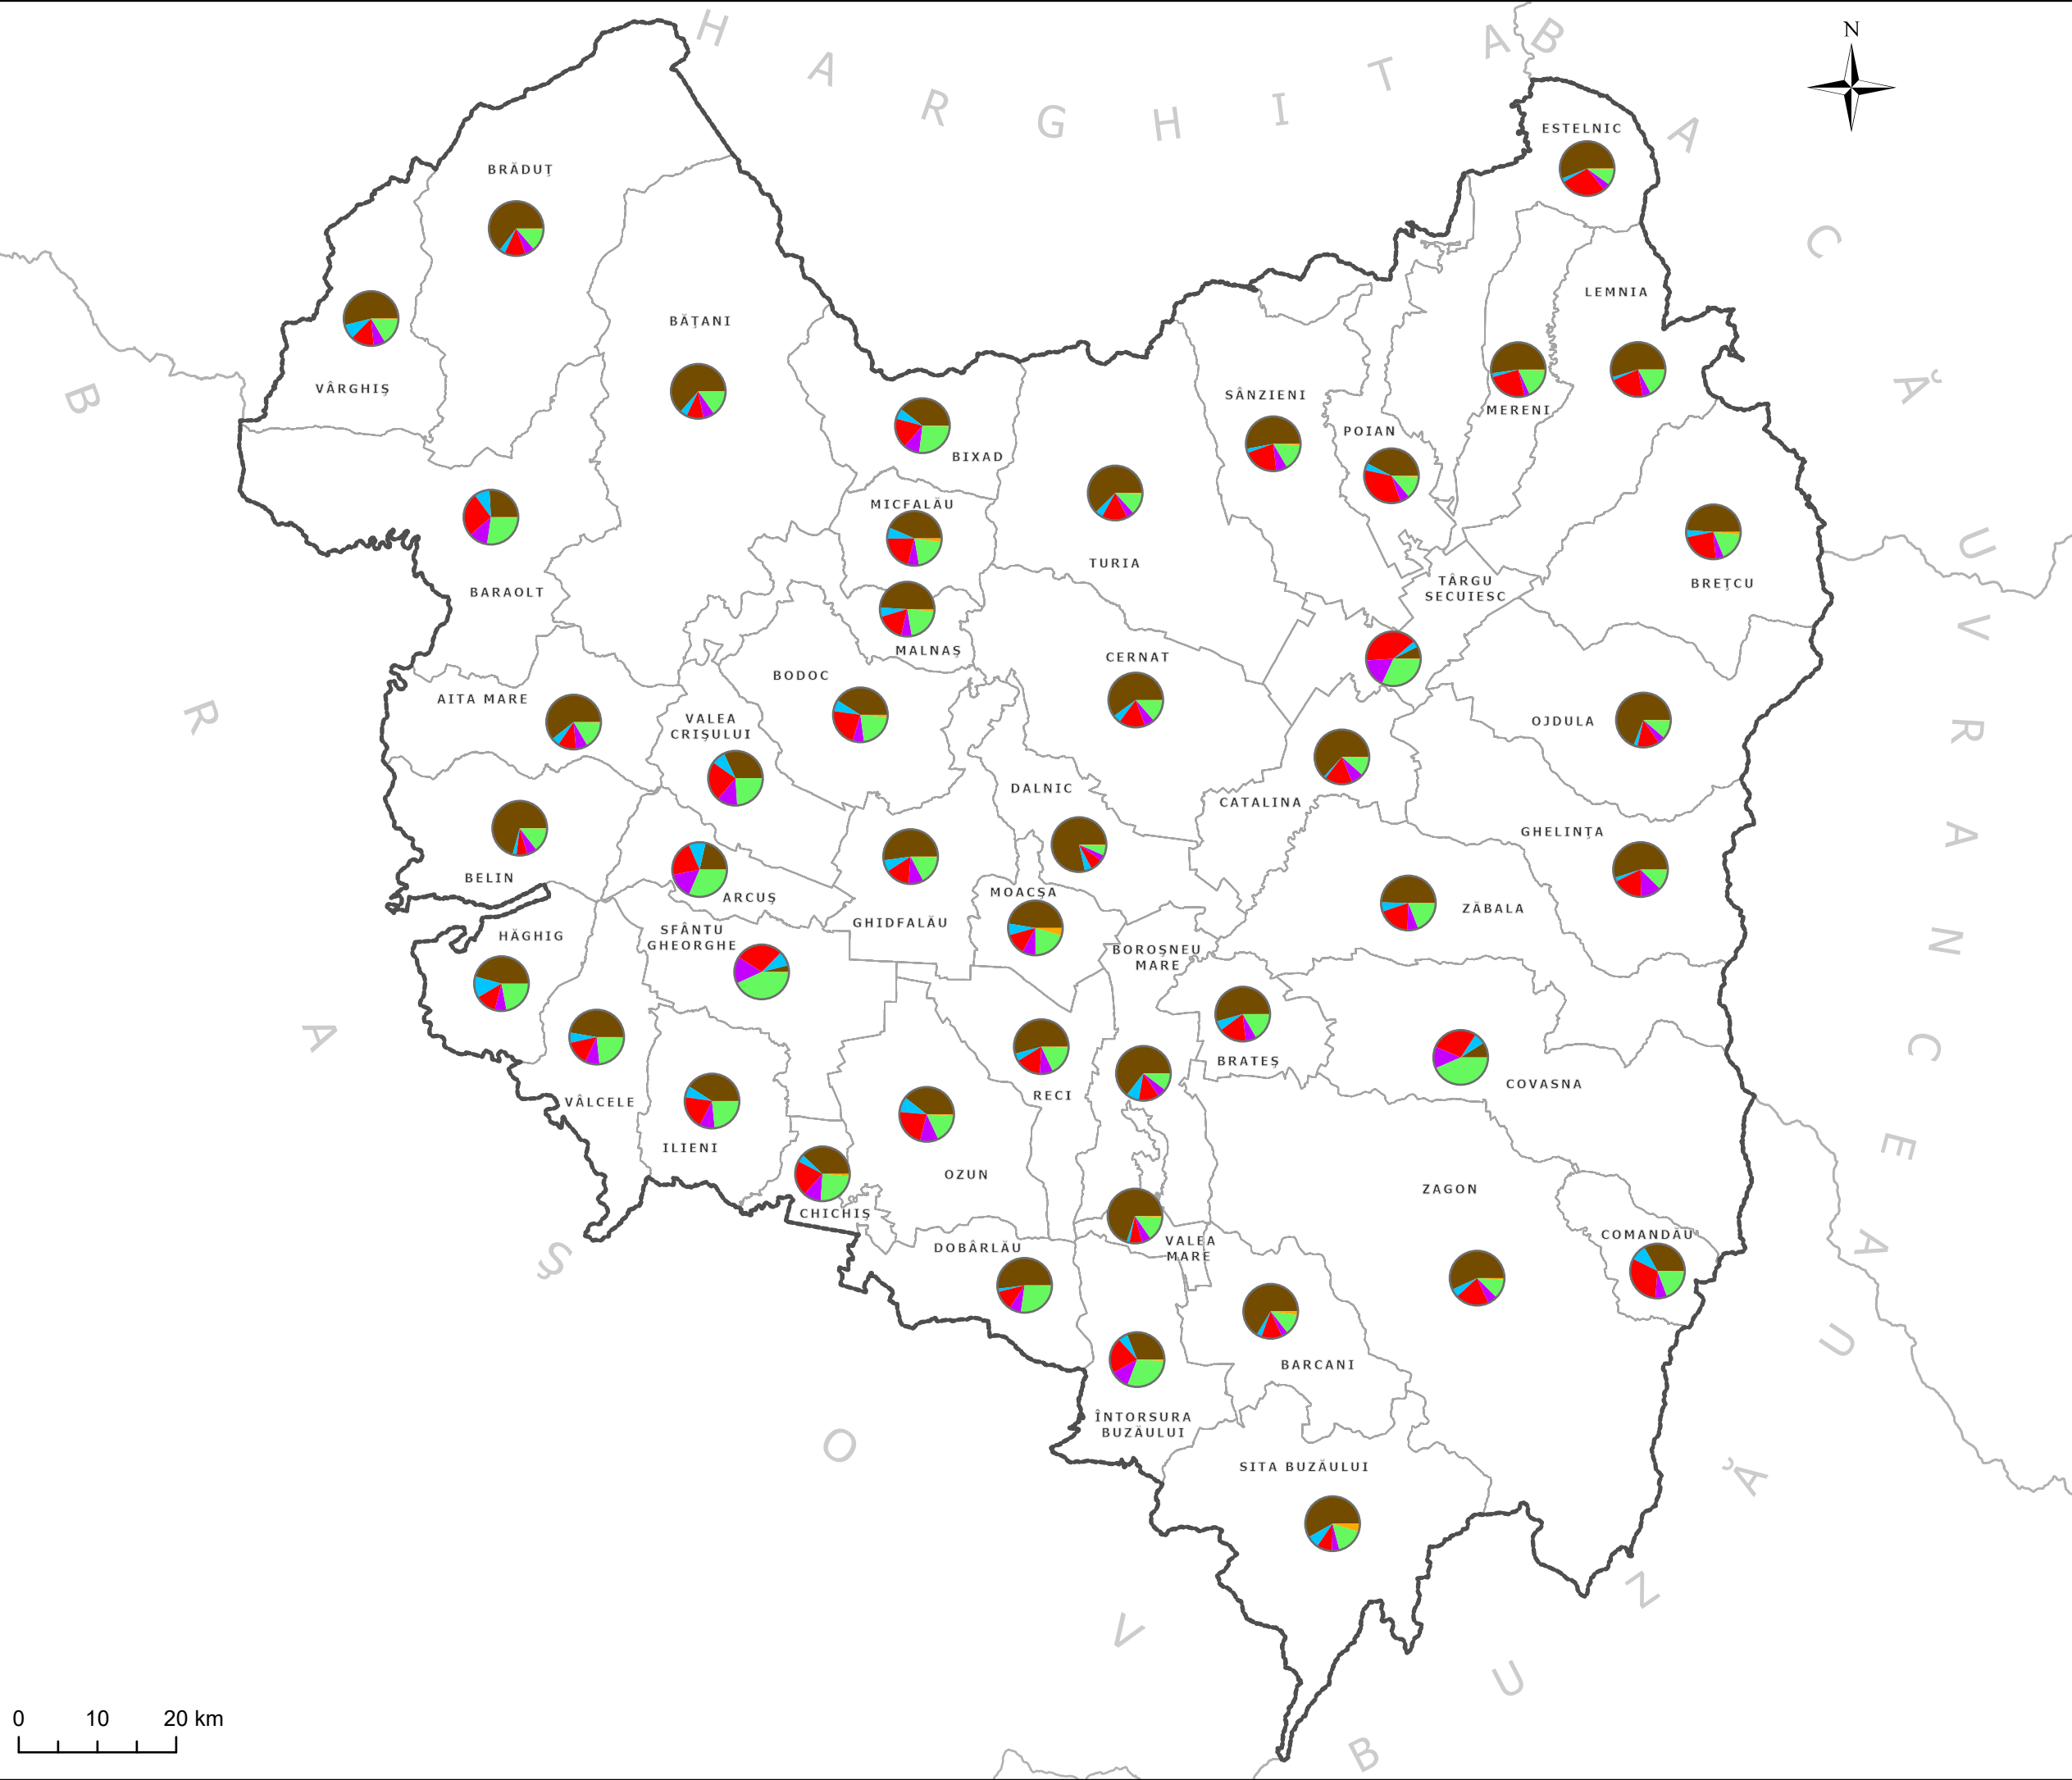 H A R G H I T A
B A C Ă U
V R A N C E A
B U Z Ă U
B R A Ș O V
N
ESTELNIC
BRĂDUȚ
LEMNIA
BĂȚANI
VÂRGHIȘ
SÂNZIENI
MERENI
POIAN
BIXAD
MICFALĂU
TURIA
TÂRGU
SECUIESC
BREȚCU
BARAOLT
MALNAȘ
CERNAT
BODOC
AITA MARE
VALEA
CRIȘULUI
OJDULA
DALNIC
CATALINA
GHELINȚA
BELIN
ARCUȘ
MOACȘA
ZĂBALA
GHIDFALĂU
HĂGHIG
SFÂNTU
GHEORGHE
BOROȘNEU
MARE
BRATEȘ
COVASNA
RECI
VÂLCELE
ILIENI
OZUN
ZAGON
CHICHIȘ
COMANDĂU
DOBÂRLĂU
VALEA
MARE
BARCANI
ÎNTORSURA
BUZĂULUI
SITA BUZĂULUI
0 10 20 km